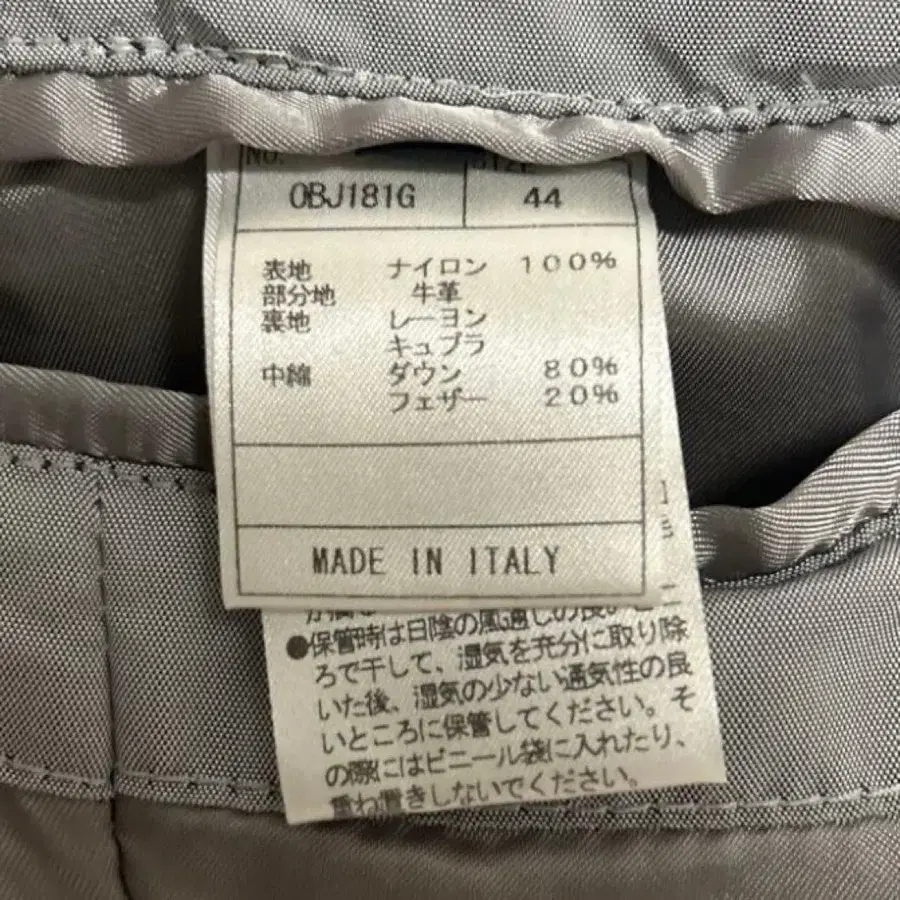 NO. SIZE
OBJ181G 44
表地 ナイロン 100%
部分地 牛革
裏地 レーヨン
キュプラ
中綿 ダウン 80%
フェザー 20%
MADE IN ITALY
●保管時は日陰の風通しの良いとこ
ろで干して、湿気を充分に取り除
いた後、湿気の少ない通気性の良
いところに保管してください。そ
の際にはビニール袋に入れたり、
重ね置きしないでください。